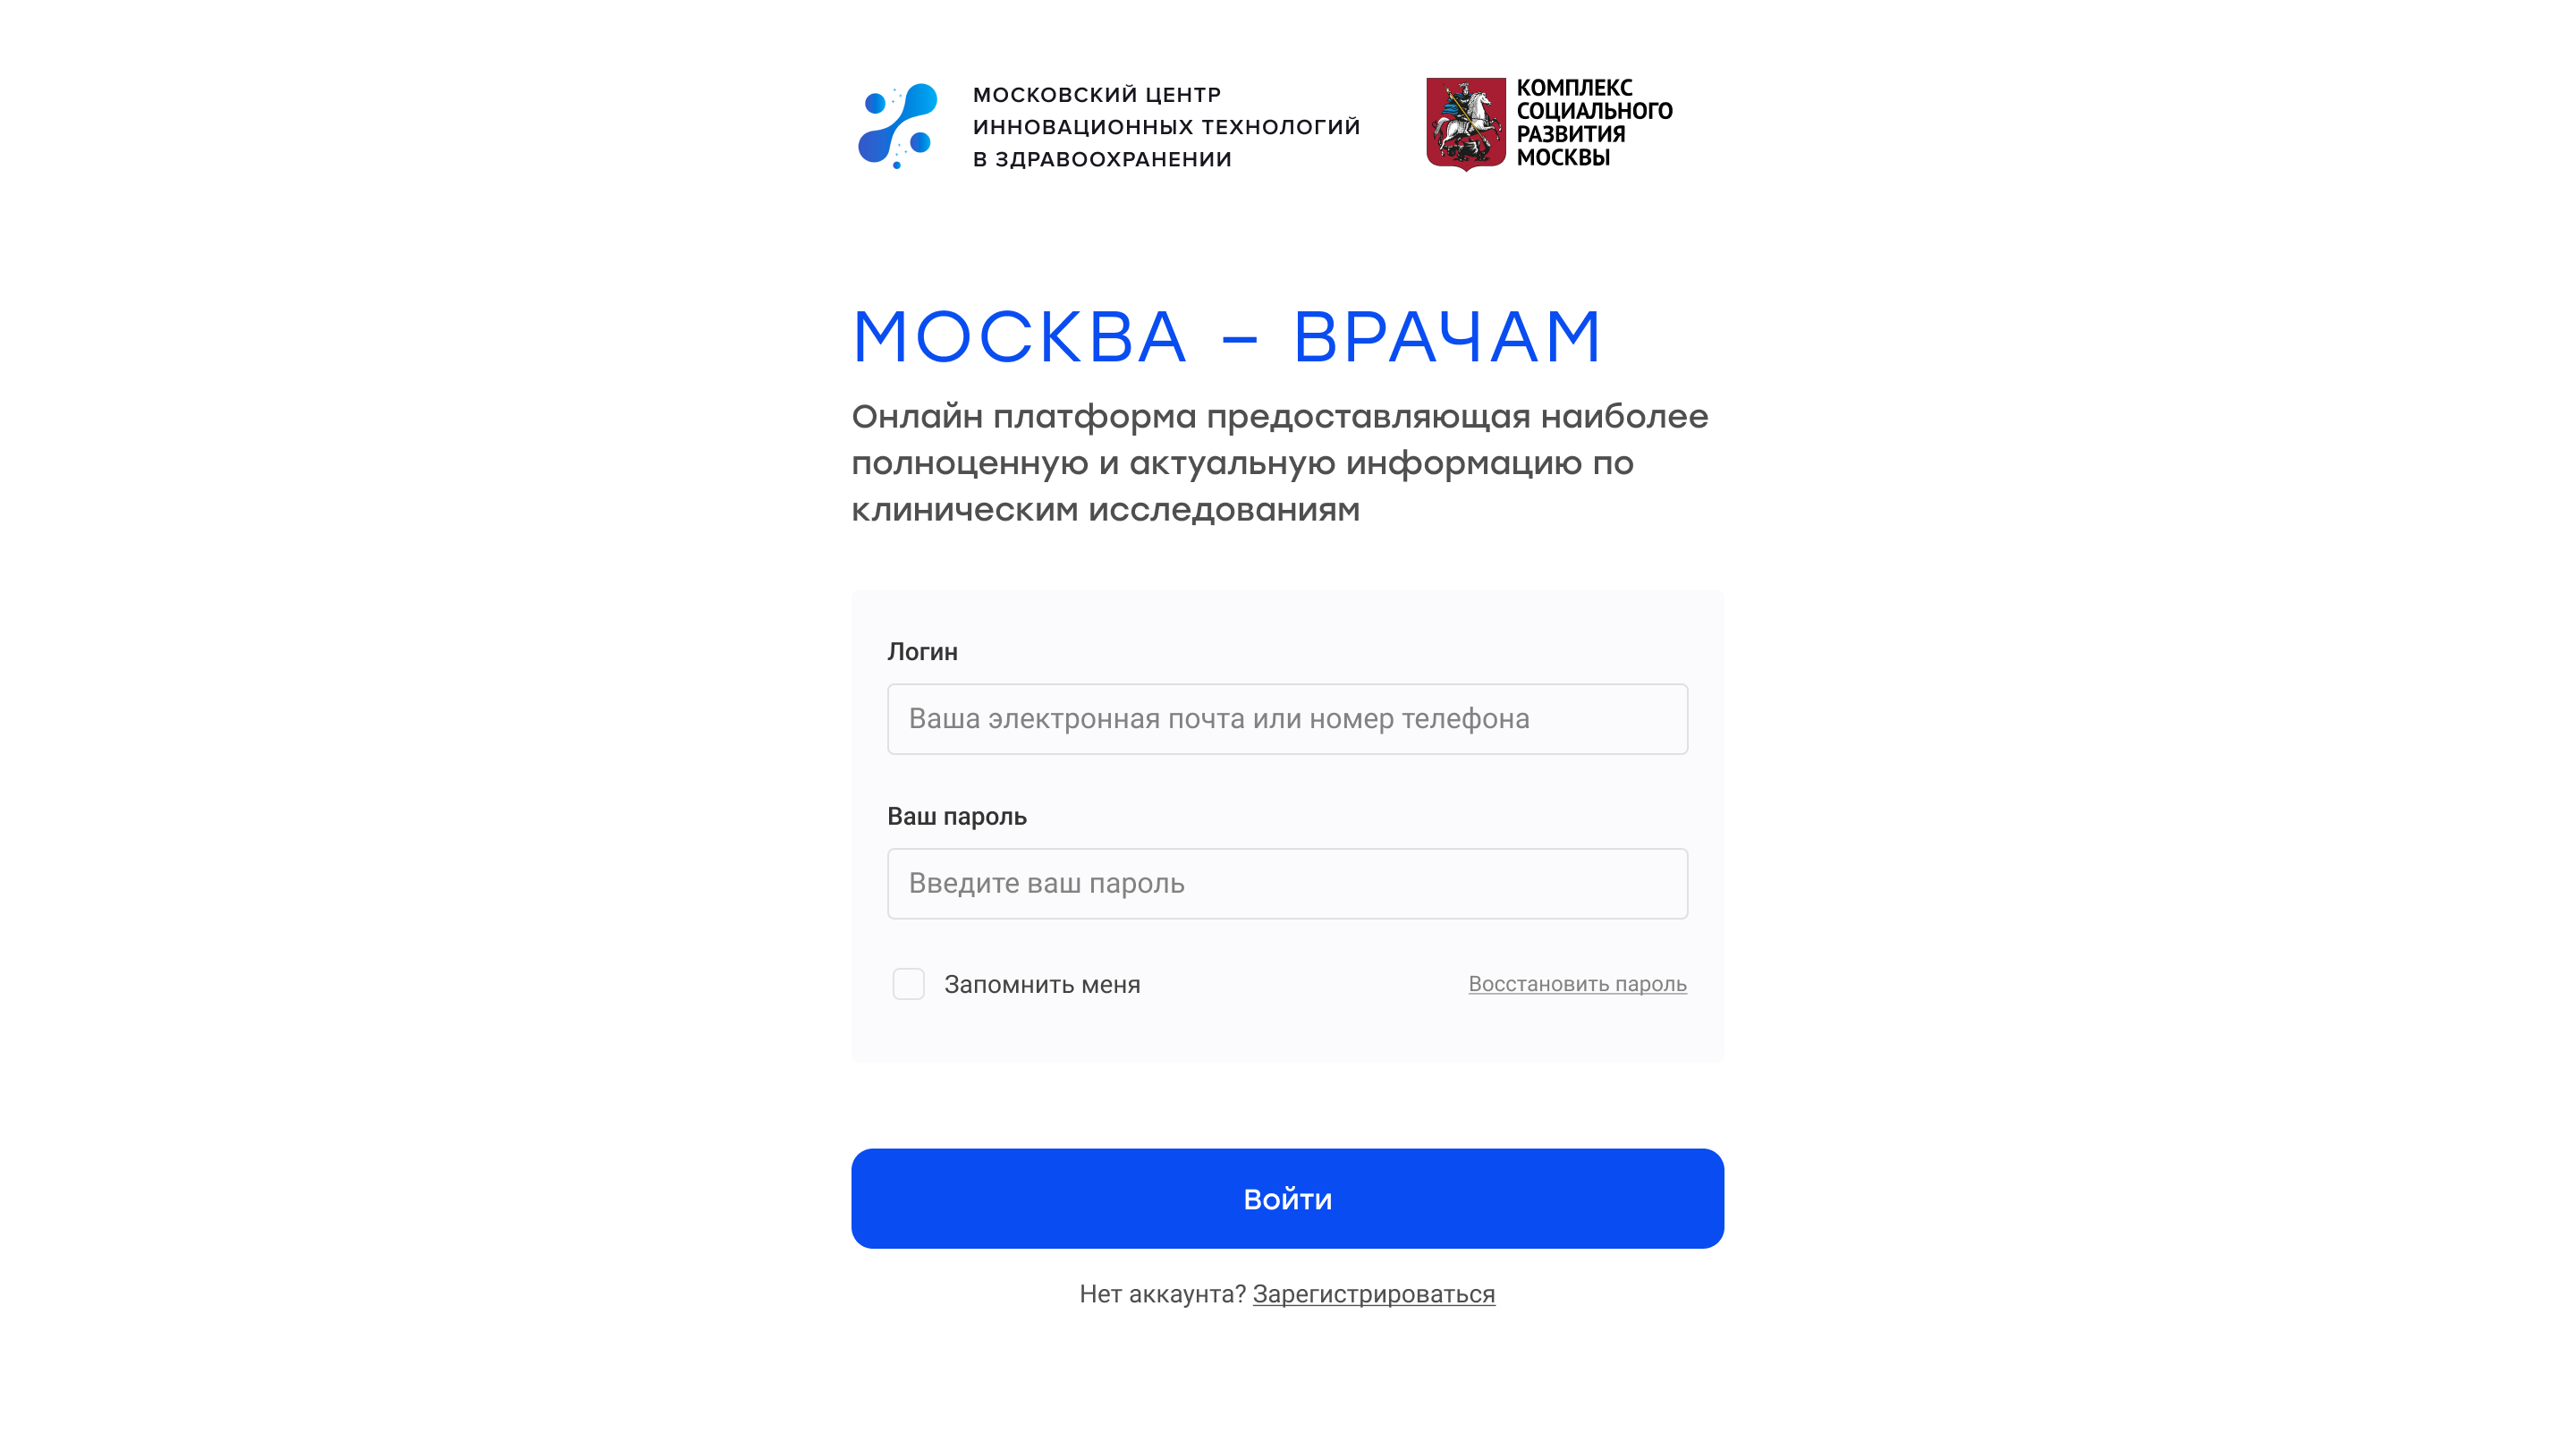 МОСКОВСКИЙ ЦЕНТР
ИННОВАЦИОННЫХ ТЕХНОЛОГИЙ
В ЗДРАВООХРАНЕНИИ
КОМПЛЕКС
СОЦИАЛЬНОГО
РАЗВИТИЯ
МОСКВЫ
МОСКВА – ВРАЧАМ
Онлайн платформа предоставляющая наиболее
полноценную и актуальную информацию по
клиническим исследованиям
Логин
Ваша электронная почта или номер телефона
Ваш пароль
Введите ваш пароль
Запомнить меня
Восстановить пароль
Войти
Нет аккаунта? Зарегистрироваться